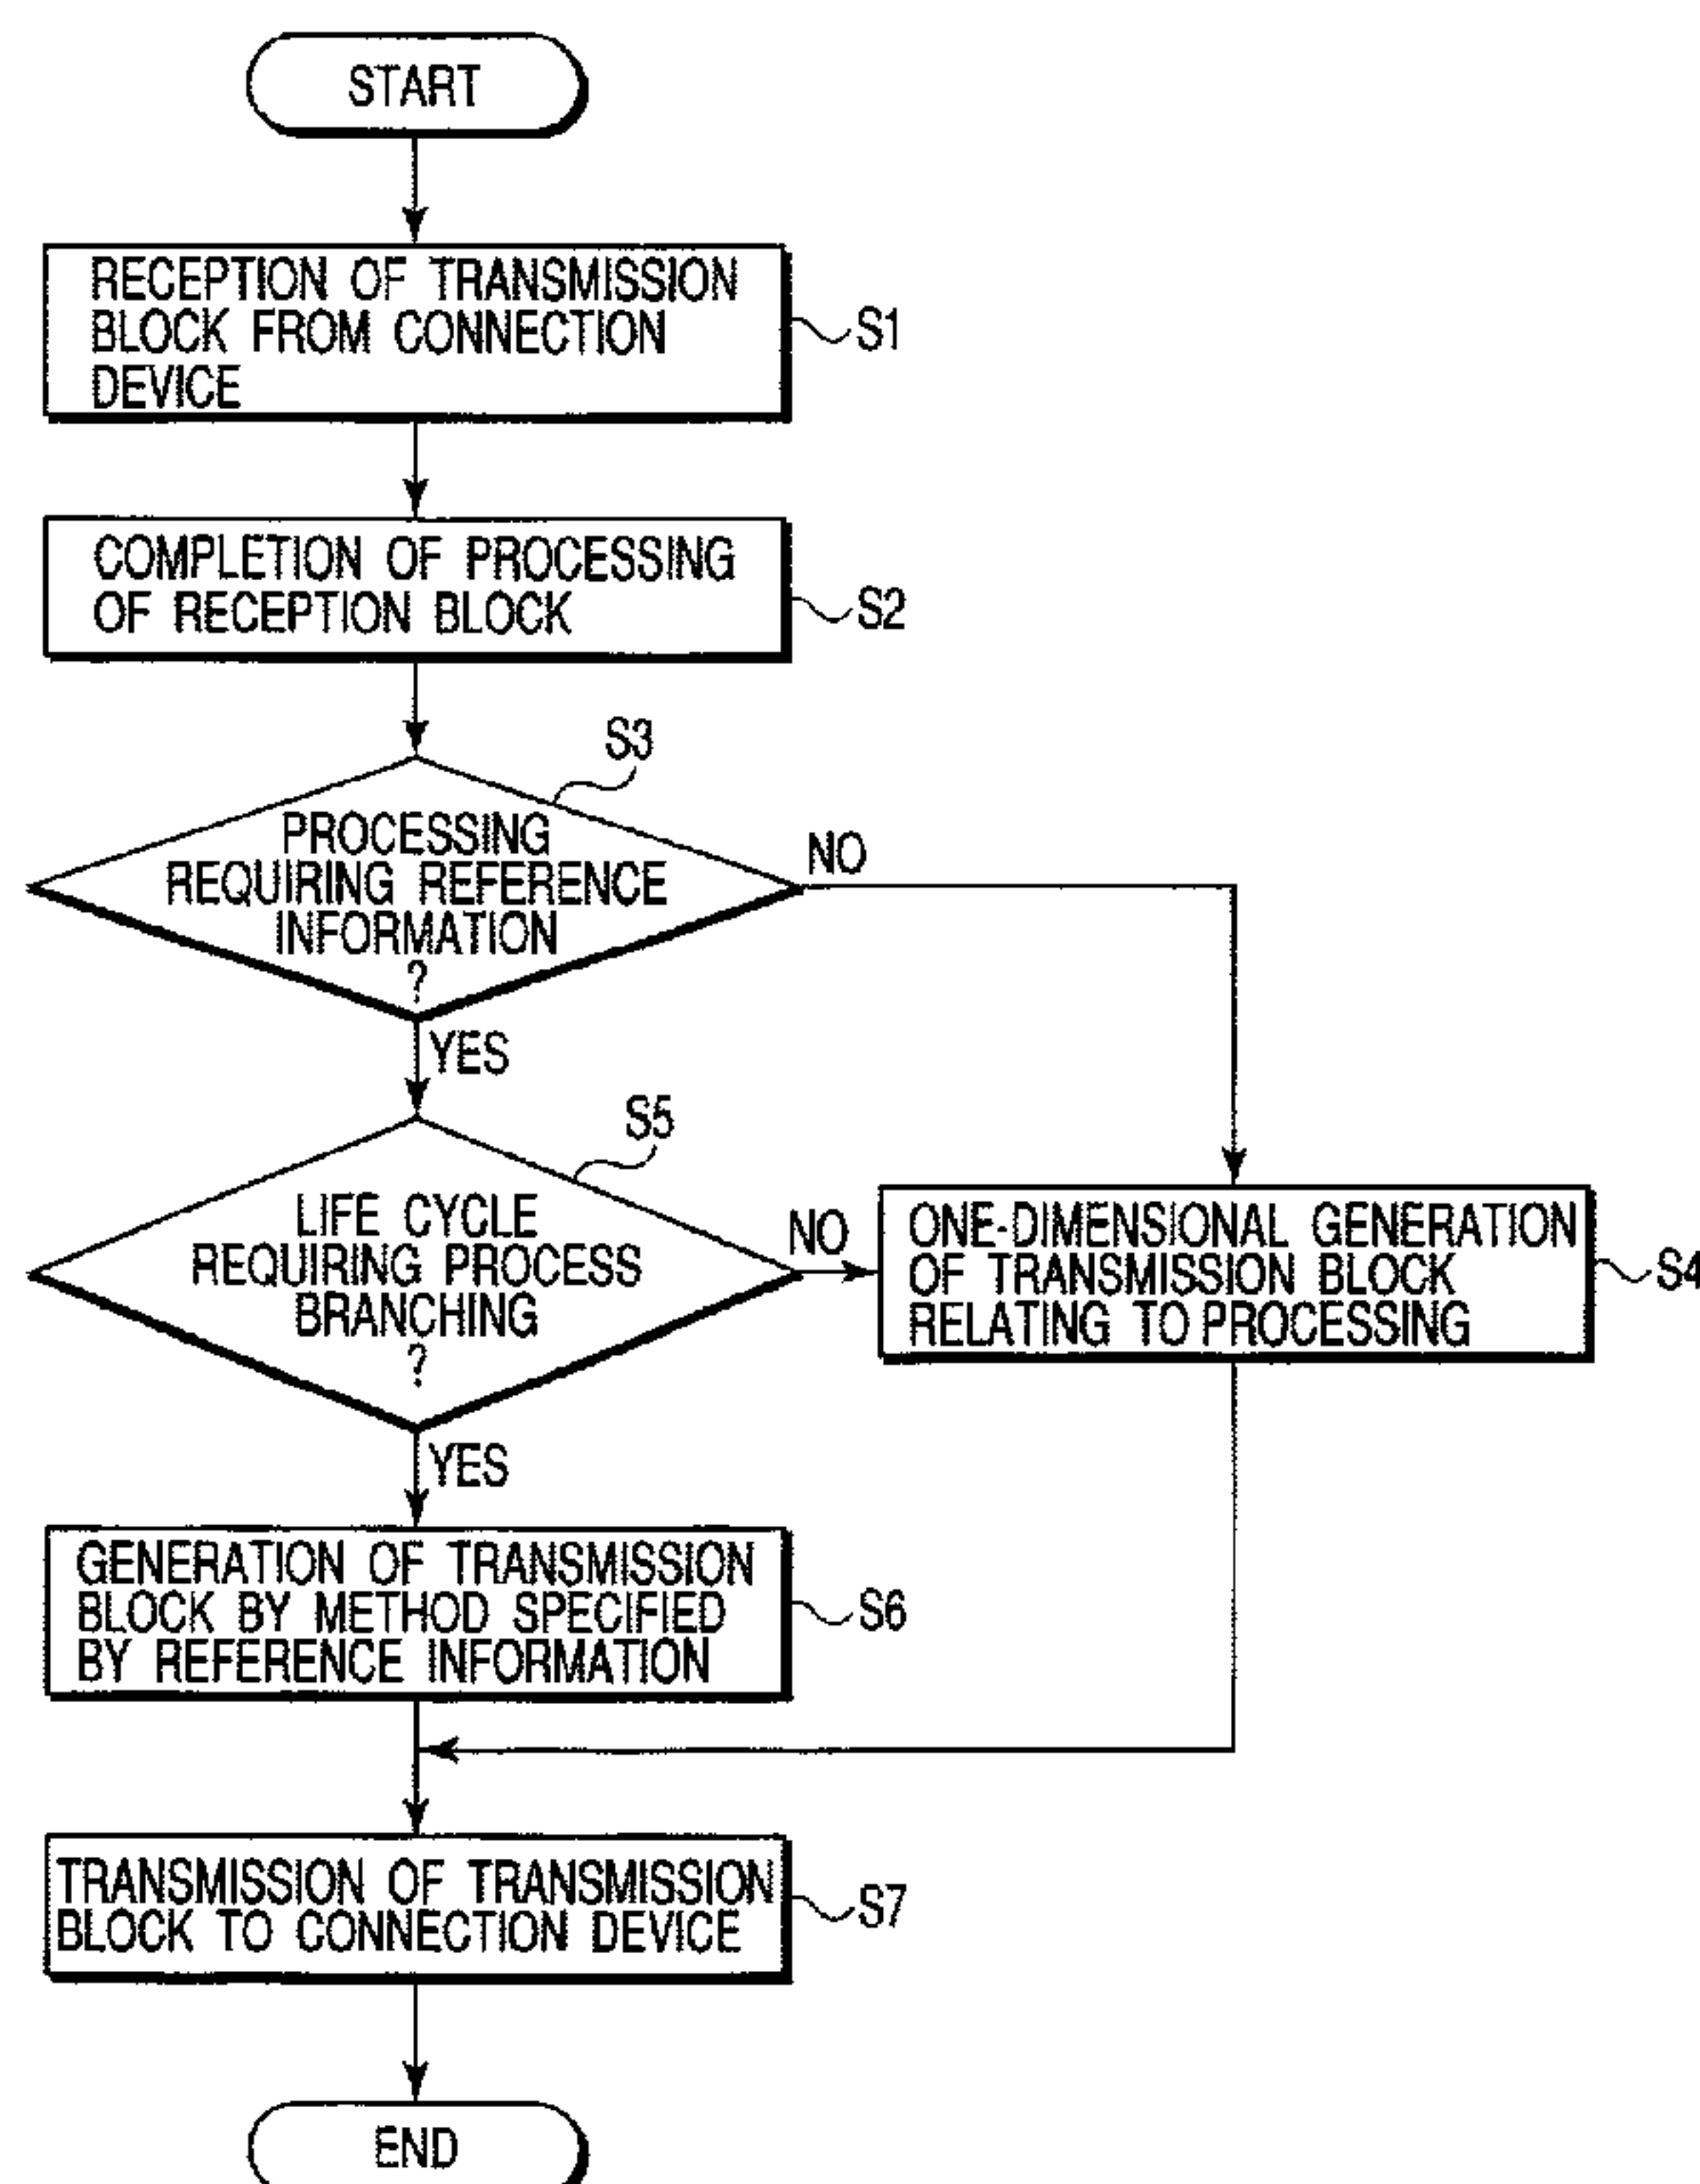 START
RECEPTION OF TRANSMISSION
BLOCK FROM CONNECTION
DEVICE
S1
COMPLETION OF PROCESSING
OF RECEPTION BLOCK
S2
S3
PROCESSING
REQUIRING REFERENCE
INFORMATION
?
NO
YES
S5
LIFE CYCLE
REQUIRING PROCESS
BRANCHING
?
NO
ONE-DIMENSIONAL GENERATION
OF TRANSMISSION BLOCK
RELATING TO PROCESSING
S4
YES
GENERATION OF TRANSMISSION
BLOCK BY METHOD SPECIFIED
BY REFERENCE INFORMATION
S6
TRANSMISSION OF TRANSMISSION
BLOCK TO CONNECTION DEVICE
S7
END